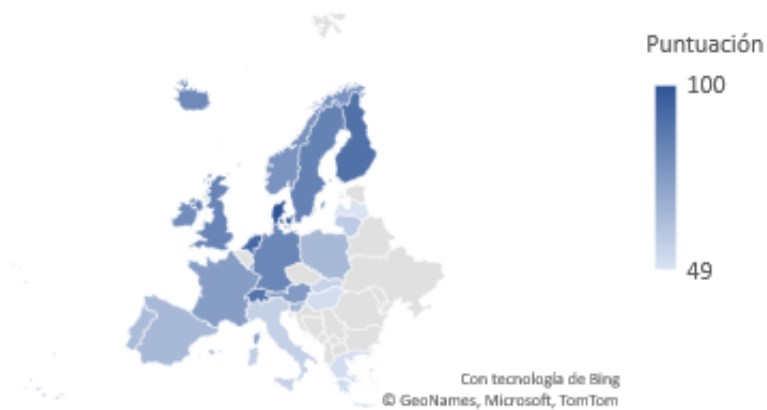 Puntuación
100
49
Con tecnología de Bing
© GeoNames, Microsoft, TomTom